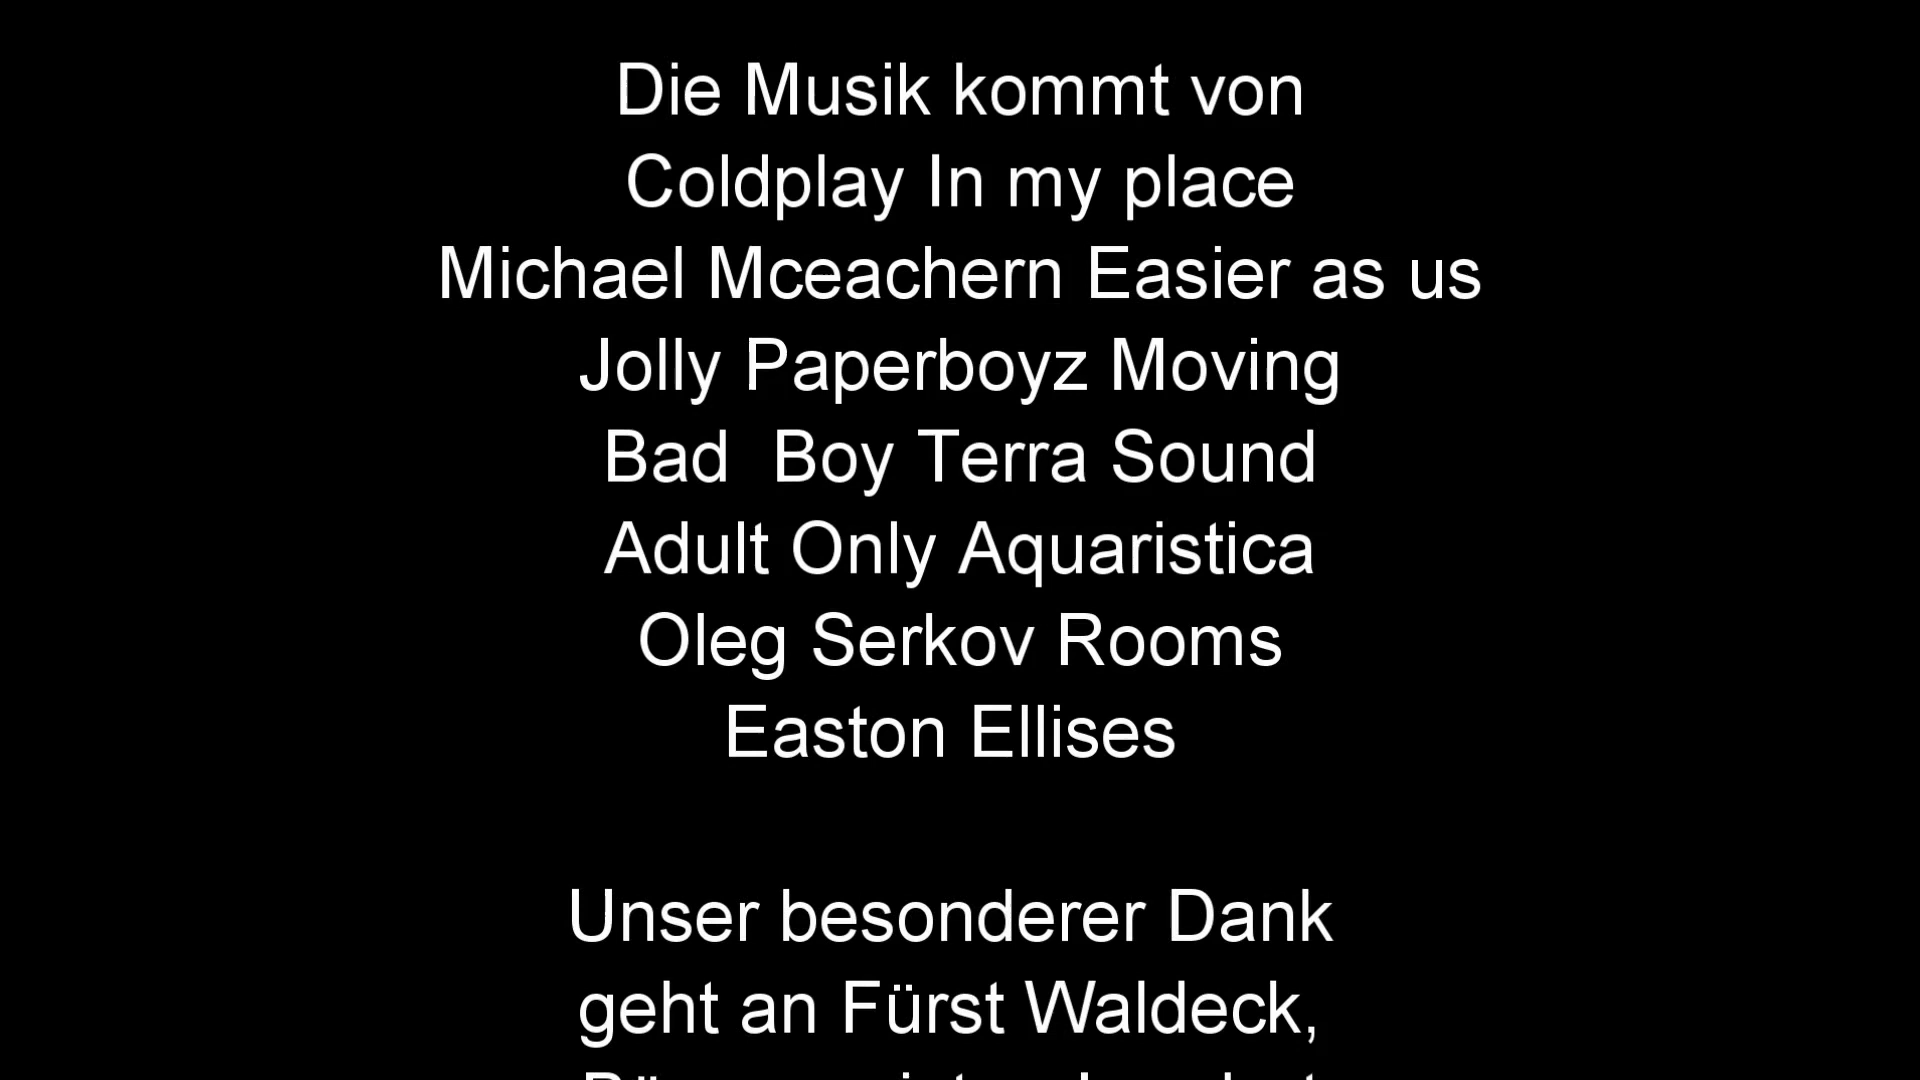 Die Musik kommt von
Coldplay In my place
Michael Mceachern Easier as us
Jolly Paperboyz Moving
Bad  Boy Terra Sound
Adult Only Aquaristica
Oleg Serkov Rooms
Easton Ellises
Unser besonderer Dank
geht an Fürst Waldeck,